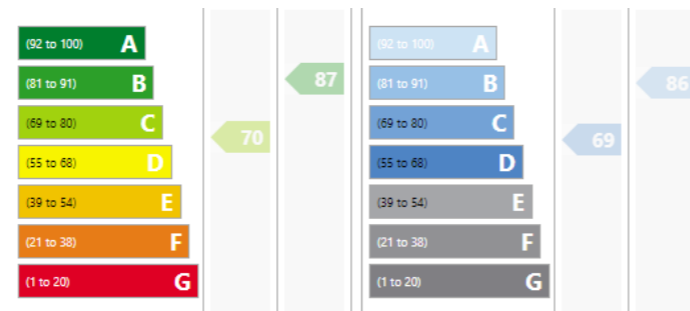 (92 to 100) A
(81 to 91) B
87
(69 to 80) C
70
(55 to 68) D
(39 to 54) E
(21 to 38) F
(1 to 20) G
(92 to 100) A
(81 to 91) B
86
(69 to 80) C
69
(55 to 68) D
(39 to 54) E
(21 to 38) F
(1 to 20) G